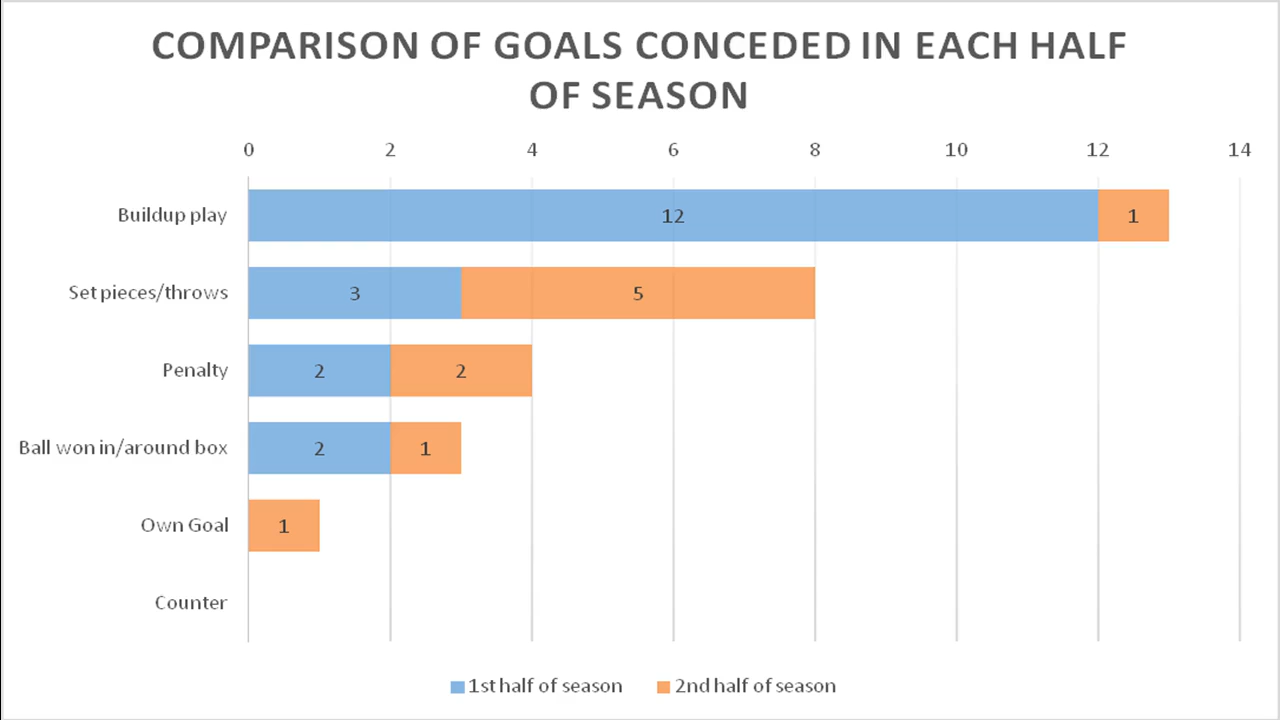 COMPARISON OF GOALS CONCEDED IN EACH HALF
OF SEASON
0 2 4 6 8 10 12 14
Buildup play 12 1
Set pieces/throws 3 5
Penalty 2 2
Ball won in/around box 2 1
Own Goal 1
Counter
1st half of season 2nd half of season